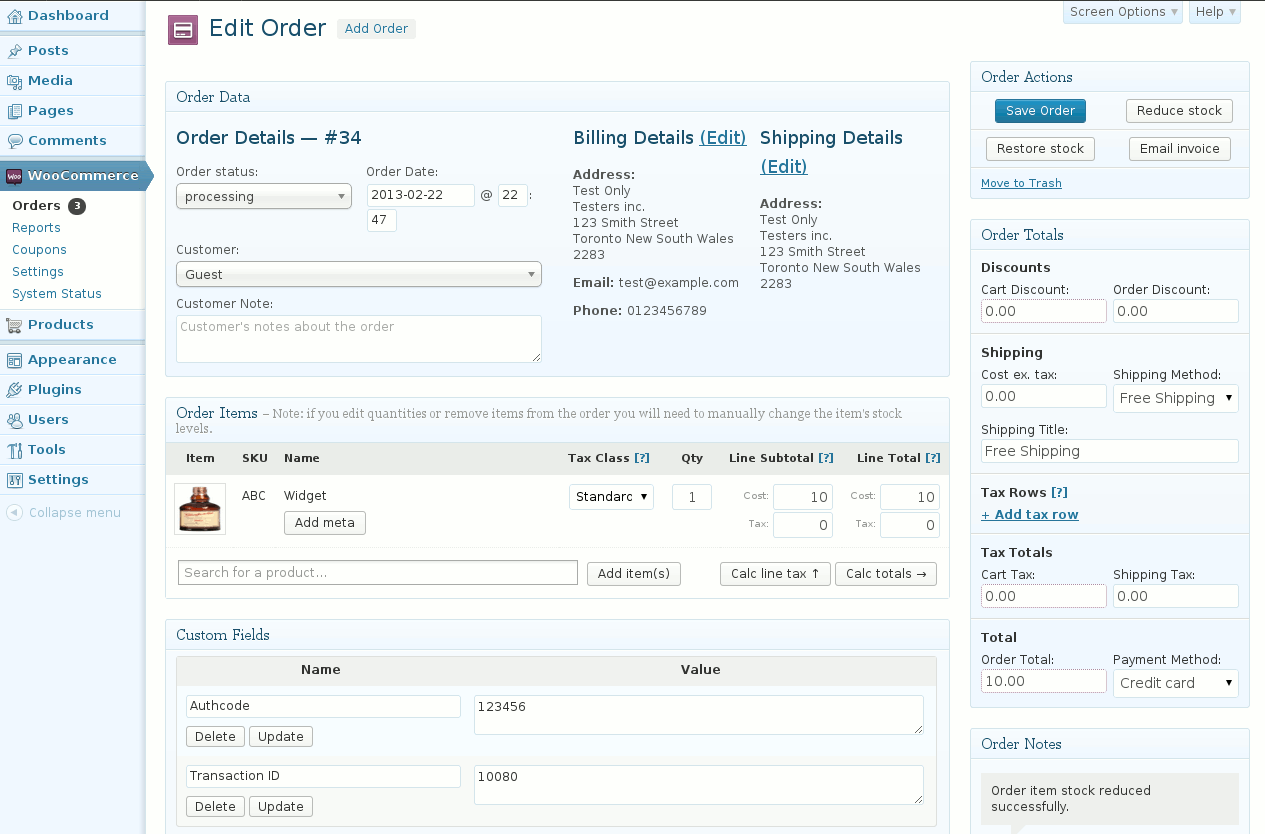 Dashboard
Posts
Media
Pages
Comments
WooCommerce
Orders 3
Reports
Coupons
Settings
System Status
Products
Appearance
Plugins
Users
Tools
Settings
Collapse menu
Screen Options ▾ Help ▾
Edit Order Add Order
Order Data
Order Details — #34
Order status:
processing
Order Date:
2013-02-22 @ 22 :
47
Customer:
Guest
Customer Note:
Customer's notes about the order
Billing Details (Edit)
Address:
Test Only
Testers inc.
123 Smith Street
Toronto New South Wales
2283
Email: test@example.com
Phone: 0123456789
Shipping Details
(Edit)
Address:
Test Only
Testers inc.
123 Smith Street
Toronto New South Wales
2283
Order Items – Note: if you edit quantities or remove items from the order you will need to manually change the item's stock
levels.
Item SKU Name Tax Class [?] Qty Line Subtotal [?] Line Total [?]
ABC Widget Standard 1 Cost: 10 Cost: 10
Add meta Tax: 0 Tax: 0
Search for a product... Add item(s) Calc line tax ↑ Calc totals →
Custom Fields
Name Value
Authcode 123456
Delete Update
Transaction ID 10080
Delete Update
Order Actions
Save Order Reduce stock
Restore stock Email invoice
Move to Trash
Order Totals
Discounts
Cart Discount: Order Discount:
0.00 0.00
Shipping
Cost ex. tax: Shipping Method:
0.00 Free Shipping
Shipping Title:
Free Shipping
Tax Rows [?]
+ Add tax row
Tax Totals
Cart Tax: Shipping Tax:
0.00 0.00
Total
Order Total: Payment Method:
10.00 Credit card
Order Notes
Order item stock reduced
successfully.